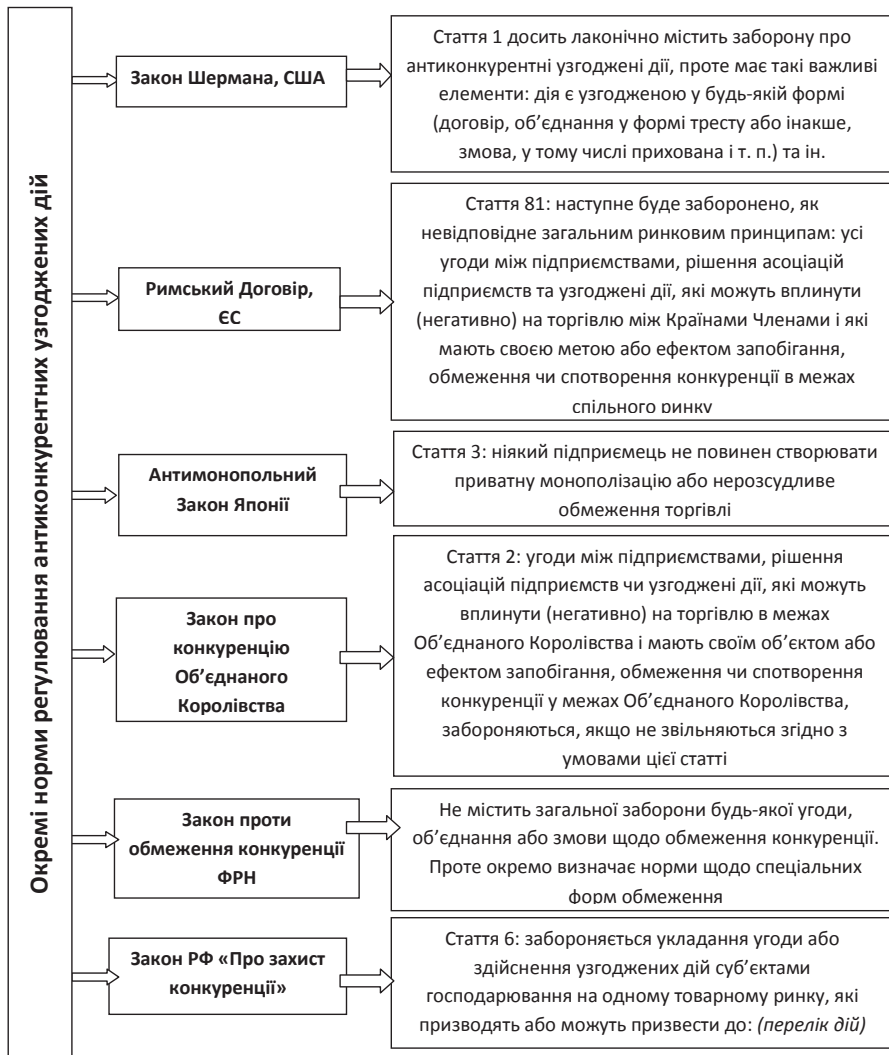 Окремі норми регулювання антиконкурентних узгоджених дій
Закон Шермана, США
Стаття 1 досить лаконічно містить заборону про
антиконкурентні узгоджені дії, проте має такі важливі
елементи: дія є узгодженою у будь-якій формі
(договір, об’єднання у формі тресту або інакше,
змова, у тому числі прихована і т. п.) та ін.
Римський Договір,
ЄС
Стаття 81: наступне буде заборонено, як
невідповідне загальним ринковим принципам: усі
угоди між підприємствами, рішення асоціацій
підприємств та узгоджені дії, які можуть вплинути
(негативно) на торгівлю між Країнами Членами і які
мають своєю метою або ефектом запобігання,
обмеження чи спотворення конкуренції в межах
спільного ринку
Антимонопольний
Закон Японії
Стаття 3: ніякий підприємець не повинен створювати
приватну монополізацію або нерозсудливе
обмеження торгівлі
Закон про
конкуренцію
Об’єднаного
Королівства
Стаття 2: угоди між підприємствами, рішення
асоціацій підприємств чи узгоджені дії, які можуть
вплинути (негативно) на торгівлю в межах
Об’єднаного Королівства і мають своїм об’єктом або
ефектом запобігання, обмеження чи спотворення
конкуренції у межах Об’єднаного Королівства,
забороняються, якщо не звільняються згідно з
умовами цієї статті
Закон проти
обмеження конкуренції
ФРН
Не містить загальної заборони будь-якої угоди,
об’єднання або змови щодо обмеження конкуренції.
Проте окремо визначає норми щодо спеціальних
форм обмеження
Закон РФ «Про захист
конкуренції»
Стаття 6: забороняється укладання угоди або
здійснення узгоджених дій суб’єктами
господарювання на одному товарному ринку, які
призводять або можуть призвести до: (перелік дій)